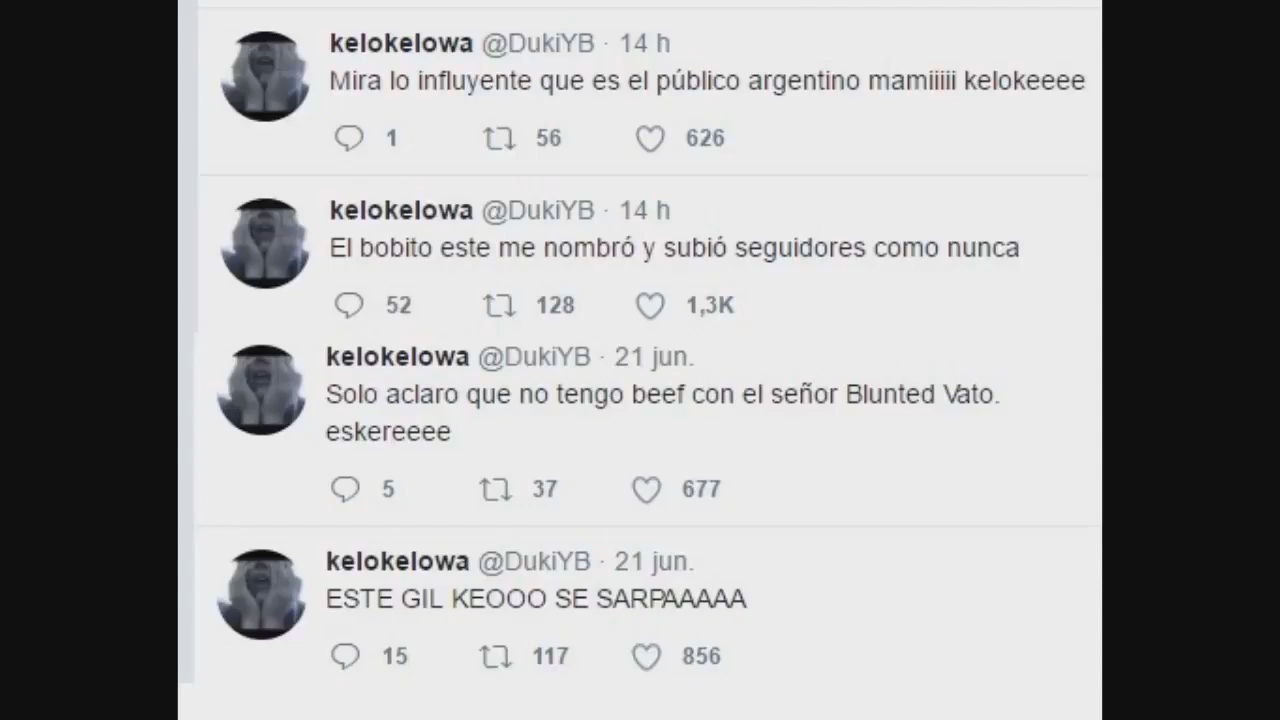 kelokelowa @DukiYB · 14 h
Mira lo influyente que es el público argentino mamiiiii kelokeeee
1 56 626
kelokelowa @DukiYB · 14 h
El bobito este me nombró y subió seguidores como nunca
52 128 1,3K
kelokelowa @DukiYB · 21 jun.
Solo aclaro que no tengo beef con el señor Blunted Vato.
eskereeee
5 37 677
kelokelowa @DukiYB · 21 jun.
ESTE GIL KEOOO SE SARPAAAAA
15 117 856